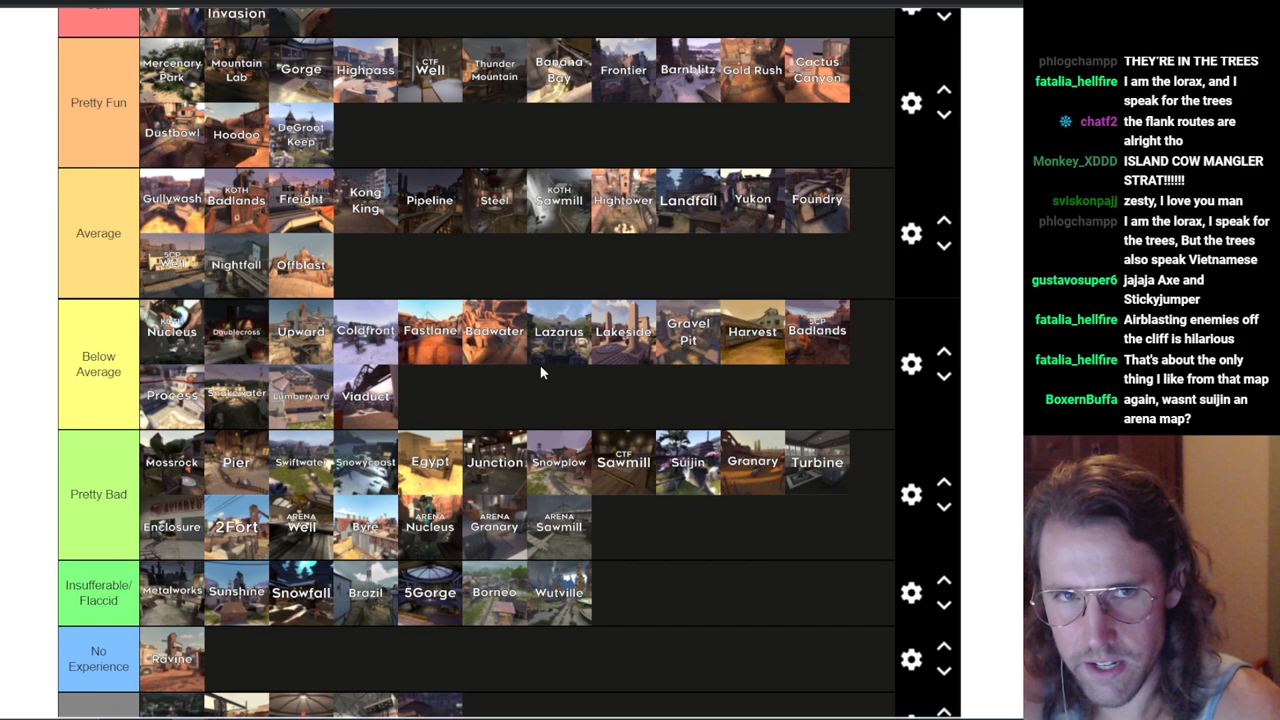 Invasion
Pretty Fun
Mercenary Park
Mountain Lab
Gorge
Highpass
CTF Well
Thunder Mountain
Banana Bay
Frontier
Barnblitz
Gold Rush
Cactus Canyon
Dustbowl
Hoodoo
DeGroot Keep
Average
Gullywash
KOTH Badlands
Freight
Kong King
Pipeline
Steel
KOTH Sawmill
Hightower
Landfall
Yukon
Foundry
5CP Well
Nightfall
Offblast
Below Average
KOTH Nucleus
Doublecross
Upward
Coldfront
Fastlane
Badwater
Lazarus
Lakeside
Gravel Pit
Harvest
5CP Badlands
Process
Snakewater
Lumberyard
Viaduct
Pretty Bad
Mossrock
Pier
Swiftwater
Snowycoast
Egypt
Junction
Snowplow
CTF Sawmill
Suijin
Granary
Turbine
Enclosure
2Fort
ARENA Well
Byre
ARENA Nucleus
ARENA Granary
ARENA Sawmill
Insufferable/ Flaccid
Metalworks
Sunshine
Snowfall
Brazil
5Gorge
Borneo
Wutville
No Experience
Ravine
phlogchampp THEY'RE IN THE TREES
fatalia_hellfire I am the lorax, and I
speak for the trees
chatf2 the flank routes are
alright tho
Monkey_XDDD ISLAND COW MANGLER
STRAT!!!!!!
sviskonpajj zesty, I love you man
phlogchampp I am the lorax, I speak for
the trees, But the trees
also speak Vietnamese
gustavosuper6 jajaja Axe and
Stickyjumper
fatalia_hellfire Airblasting enemies off
the cliff is hilarious
fatalia_hellfire That's about the only
thing I like from that map
BoxernBuffa again, wasnt suijin an
arena map?